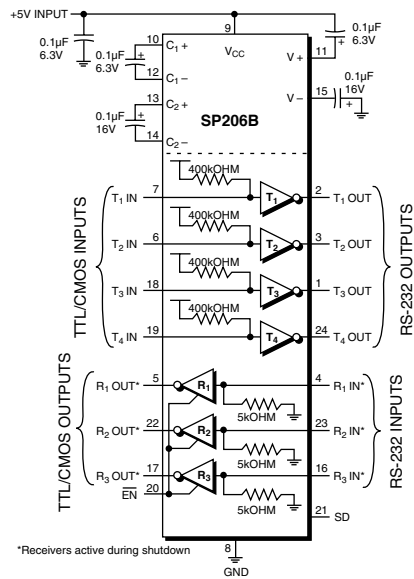 +5V INPUT
0.1µF
6.3V
10
C1 +
0.1µF
6.3V
12
C1 –
13
C2 +
0.1µF
16V
14
C2 –
9
VCC
V +
11
0.1µF
6.3V
V –
15
0.1µF
16V
SP206B
TTL/CMOS INPUTS
400kOHM
T1 IN
7
T1
2
T1 OUT
400kOHM
T2 IN
6
T2
3
T2 OUT
400kOHM
T3 IN
18
T3
1
T3 OUT
400kOHM
T4 IN
19
T4
24
T4 OUT
RS-232 OUTPUTS
TTL/CMOS OUTPUTS
R1 OUT*
5
R1
4
R1 IN*
5kOHM
R2 OUT*
22
R2
23
R2 IN*
5kOHM
R3 OUT*
17
R3
16
R3 IN*
5kOHM
RS-232 INPUTS
EN
20
21
SD
*Receivers active during shutdown
8
GND